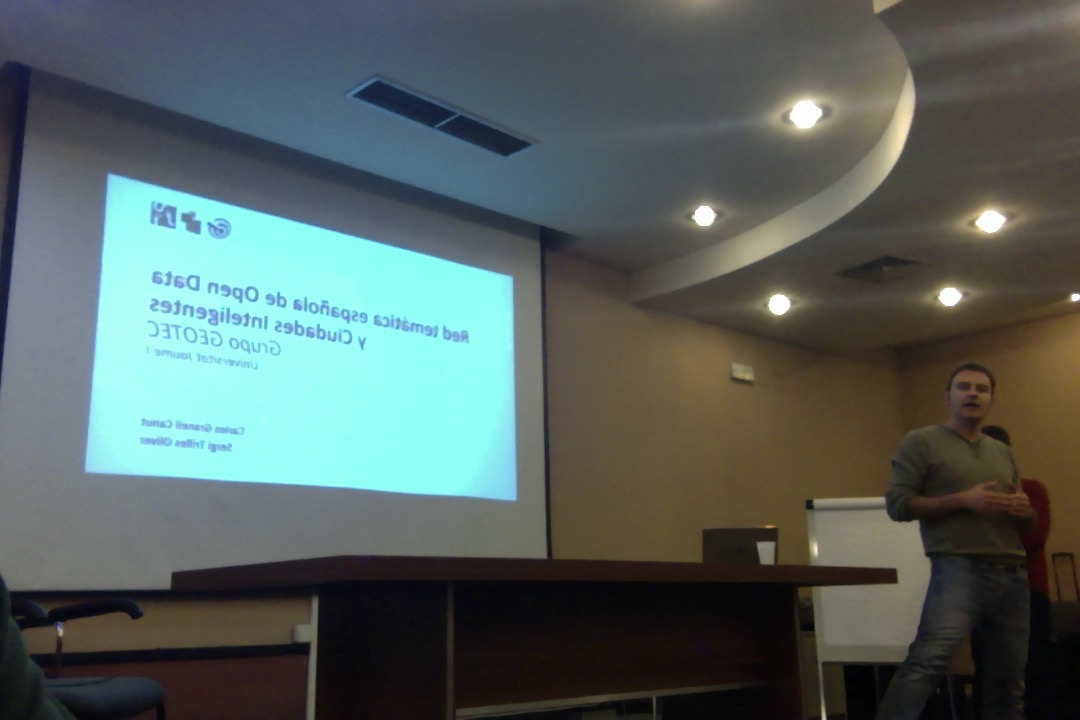 Red temática española de Open Data
y Ciudades Inteligentes
Grupo GEOTEC
Universitat Jaume I
Carlos Granell Canut
Sergi Trilles Oliver